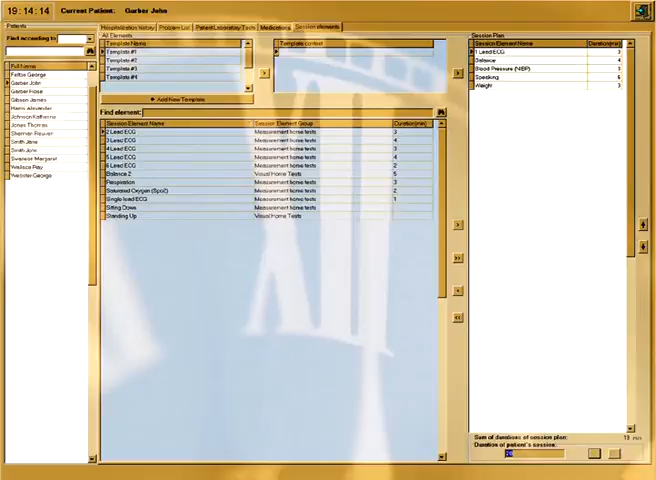 19:14:14 Current Patient: Garber John
Patients
Hospitalization history Problem List Patient Laboratory Tests Medications Session elements
Find according to
Full Name
Feltse George
Garber John
Garber Rose
Gibson James
Harris Alexander
Johnson Katherine
Jones Thomas
Sherman Rouver
Smith Jane
Smith John
Swanson Margaret
Wallace Ray
Webster George
All Elements
Template Name
Template #1
Template #2
Template #3
Template #4
Template context
Add New Template
Find element:
Session Element Name Session Element Group Duration(min)
2 Lead ECG Measurement home tests 3
3 Lead ECG Measurement home tests 4
4 Lead ECG Measurement home tests 3
5 Lead ECG Measurement home tests 4
6 Lead ECG Measurement home tests 2
Balance 2 Visual Home Tests 5
Respiration Measurement home tests 3
Saturated Oxygen (Spo2) Measurement home tests 2
Single lead ECG Measurement home tests 1
Sitting Down Measurement home tests
Standing Up Visual Home Tests
Session Plan
Session Element Name Duration(min)
1 Lead ECG 3
Balance 4
Blood Pressure (NIBP) 3
Speaking 6
Weight 3
Sum of durations of session plan: 19 min
Duration of patient's session:
20